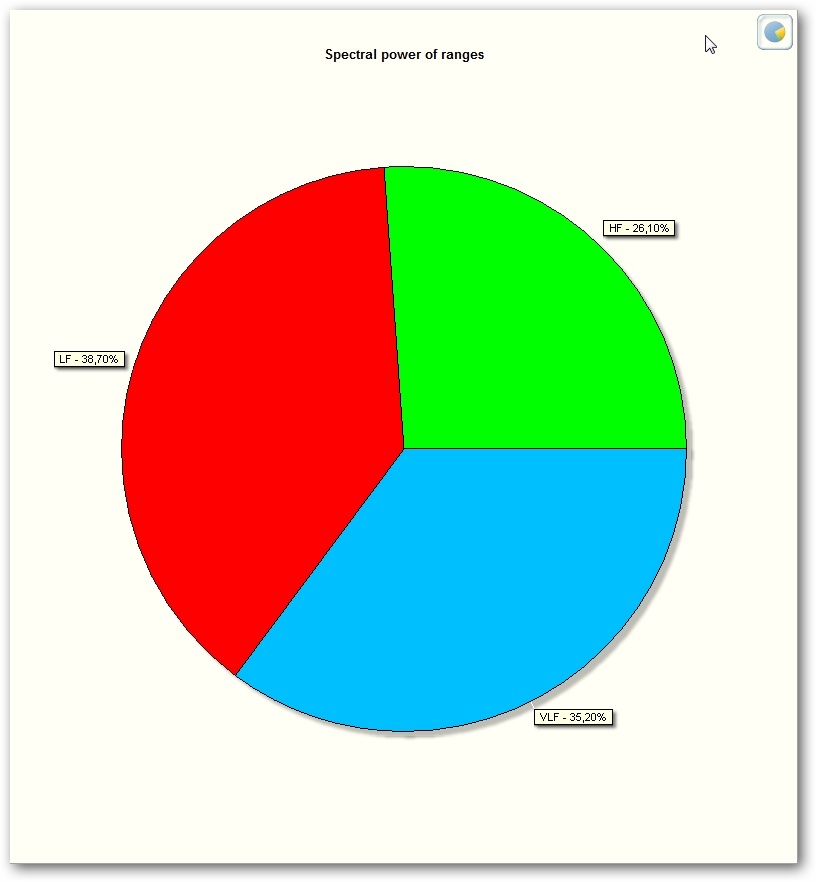 Spectral power of ranges
HF - 26,10%
LF - 38,70%
VLF - 35,20%